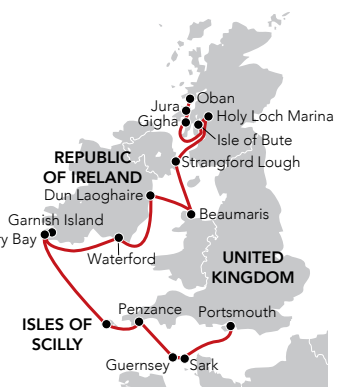 Oban
Jura
Gigha
Holy Loch Marina
Isle of Bute
REPUBLIC
OF IRELAND
Strangford Lough
Dun Laoghaire
Garnish Island
Beaumaris
y Bay
Waterford
UNITED
KINGDOM
Penzance
Portsmouth
ISLES OF
SCILLY
Guernsey
Sark